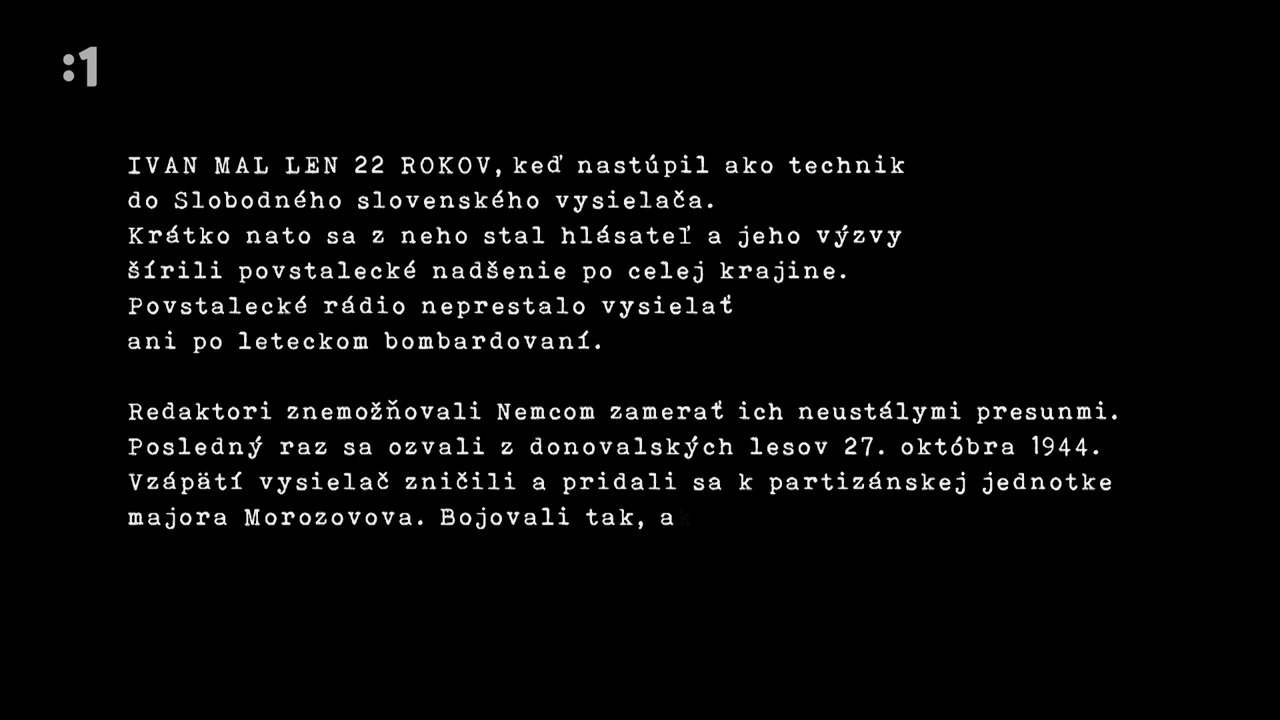 :1
IVAN MAL LEN 22 ROKOV, keď nastúpil ako technik
do Slobodného slovenského vysielača.
Krátko nato sa z neho stal hlásateľ a jeho výzvy
šírili povstalecké nadšenie po celej krajine.
Povstalecké rádio neprestalo vysielať
ani po leteckom bombardovaní.
Redaktori znemožňovali Nemcom zamerať ich neustálymi presunmi.
Posledný raz sa ozvali z donovalských lesov 27. októbra 1944.
Vzápätí vysielač zničili a pridali sa k partizánskej jednotke
majora Morozovova. Bojovali tak, ak